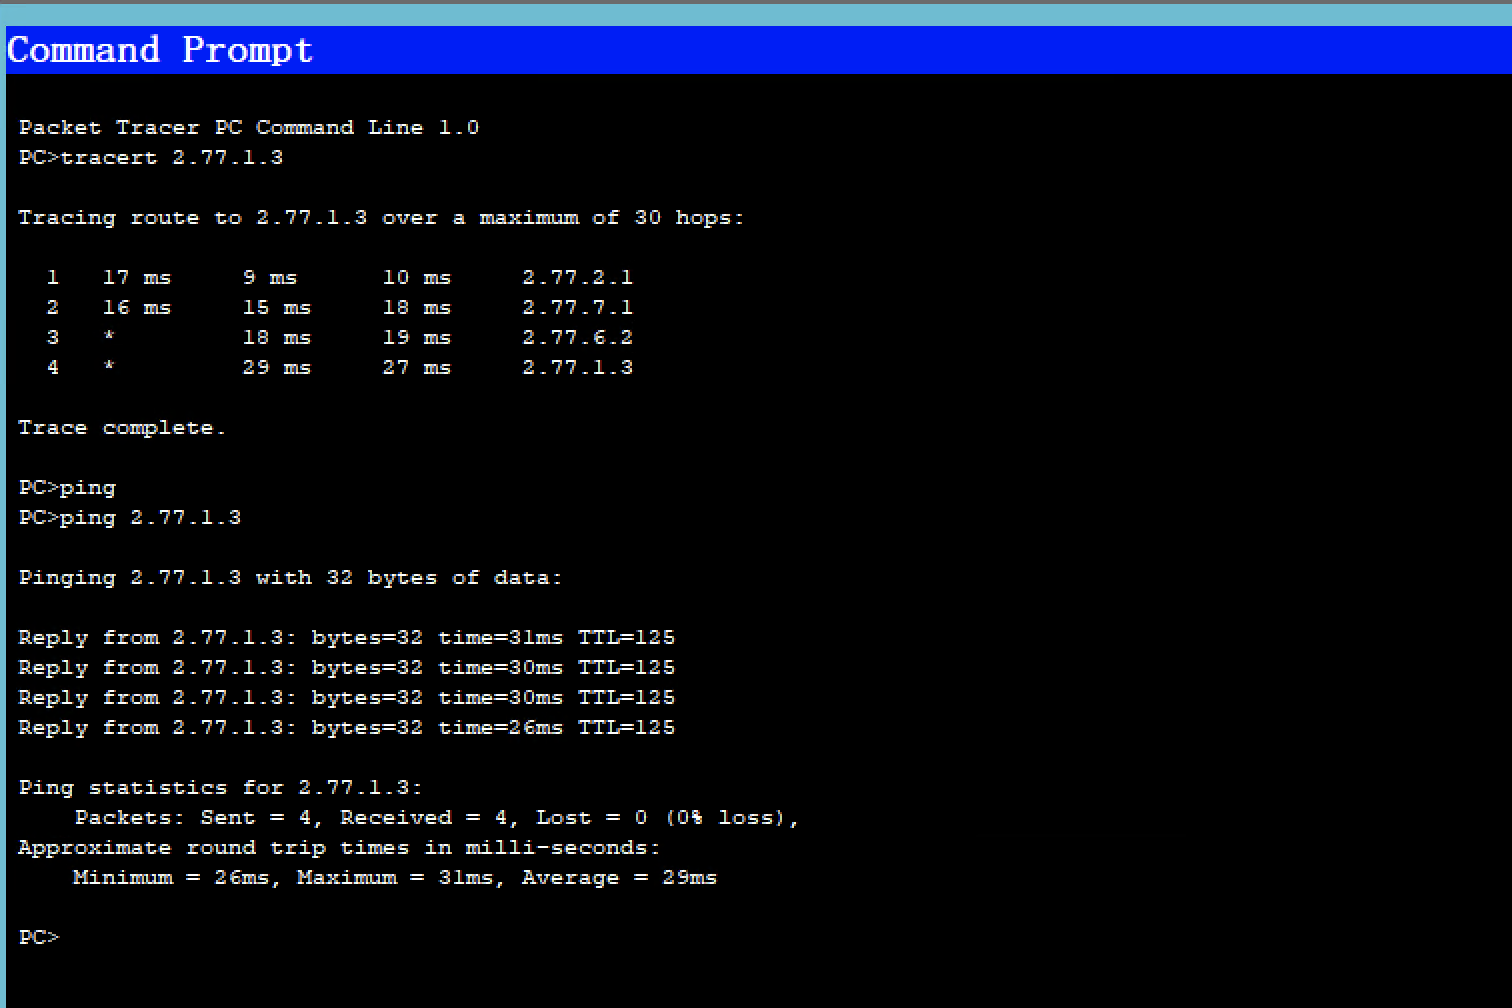 Command Prompt
Packet Tracer PC Command Line 1.0
PC>tracert 2.77.1.3
Tracing route to 2.77.1.3 over a maximum of 30 hops:
1 17 ms 9 ms 10 ms 2.77.2.1
2 16 ms 15 ms 18 ms 2.77.7.1
3 * 18 ms 19 ms 2.77.6.2
4 * 29 ms 27 ms 2.77.1.3
Trace complete.
PC>ping
PC>ping 2.77.1.3
Pinging 2.77.1.3 with 32 bytes of data:
Reply from 2.77.1.3: bytes=32 time=31ms TTL=125
Reply from 2.77.1.3: bytes=32 time=30ms TTL=125
Reply from 2.77.1.3: bytes=32 time=30ms TTL=125
Reply from 2.77.1.3: bytes=32 time=26ms TTL=125
Ping statistics for 2.77.1.3:
Packets: Sent = 4, Received = 4, Lost = 0 (0% loss),
Approximate round trip times in milli-seconds:
Minimum = 26ms, Maximum = 31ms, Average = 29ms
PC>